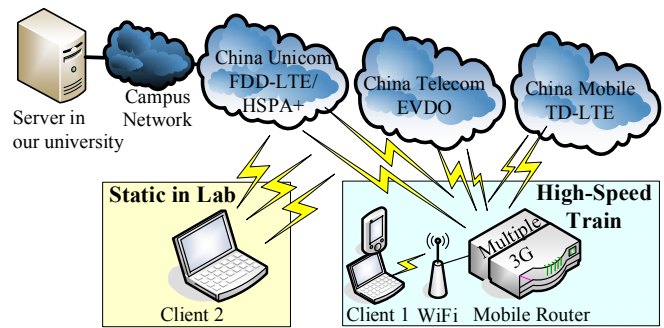 Server in
our university
Campus
Network
China Unicom
FDD-LTE/
HSPA+
China Telecom
EVDO
China Mobile
TD-LTE
Static in Lab
Client 2
High-Speed
Train
Multiple
3G
Client 1
WiFi
Mobile Router